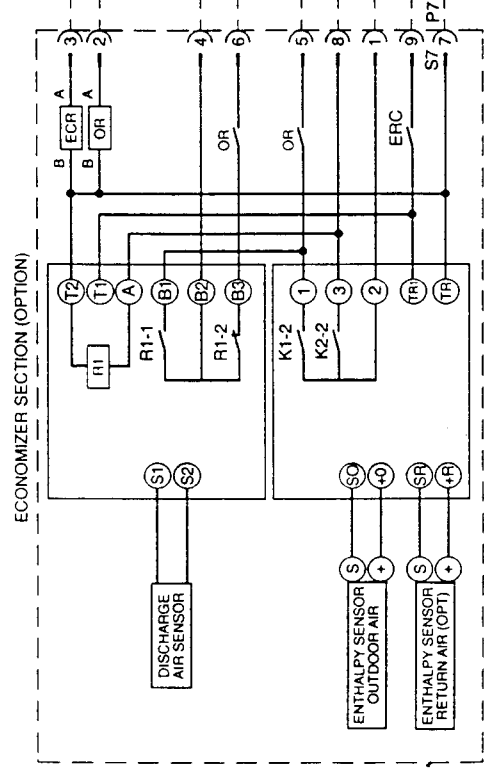 P7
3 2 4 6 5 8 1 9 7
S7
A A
ECR OR
B B
OR OR ERC
ECONOMIZER SECTION (OPTION)
T2 T1 A B1 B2 B3 1 3 2 TR1 TR
R1
R1-1 R1-2 K1-2 K2-2
S1 S2 SO +O SR +R
S + S +
DISCHARGE
AIR SENSOR
ENTHALPY SENSOR
OUTDOOR AIR
ENTHALPY SENSOR
RETURN AIR (OPT)